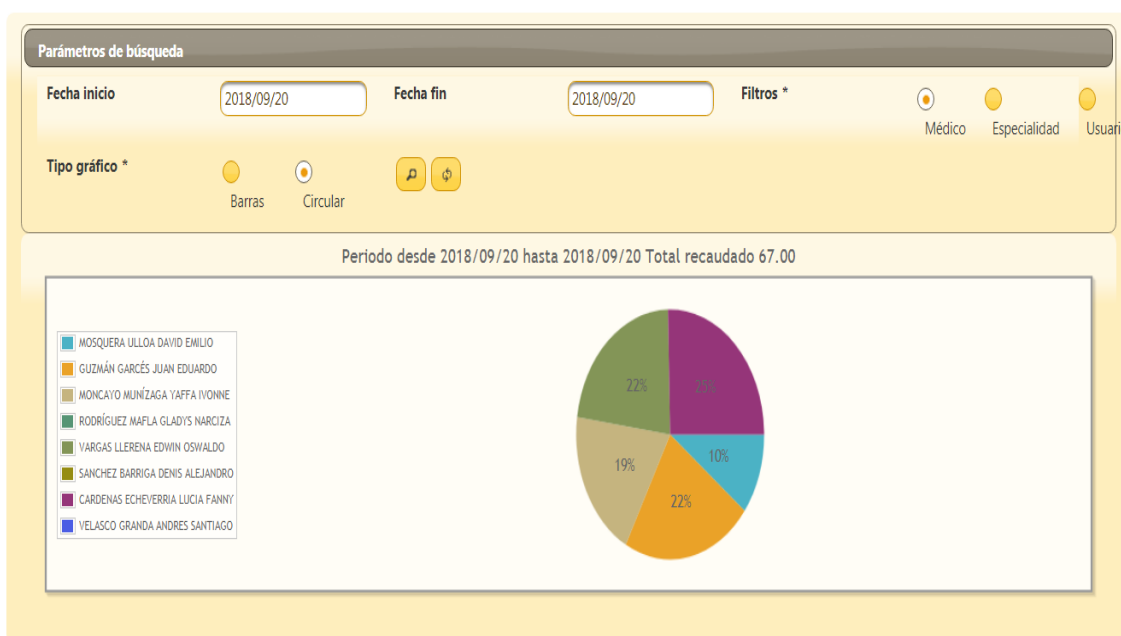 Parámetros de búsqueda
Fecha inicio 2018/09/20 Fecha fin 2018/09/20 Filtros * Médico Especialidad Usuari
Tipo gráfico * Barras Circular
Periodo desde 2018/09/20 hasta 2018/09/20 Total recaudado 67.00
MOSQUERA ULLOA DAVID EMILIO
GUZMÁN GARCÉS JUAN EDUARDO
MONCAYO MUNÍZAGA YAFFA IVONNE
RODRÍGUEZ MAFLA GLADYS NARCIZA
VARGAS LLERENA EDWIN OSWALDO
SANCHEZ BARRIGA DENIS ALEJANDRO
CARDENAS ECHEVERRIA LUCIA FANNY
VELASCO GRANDA ANDRES SANTIAGO
22% 25%
19% 10%
22%